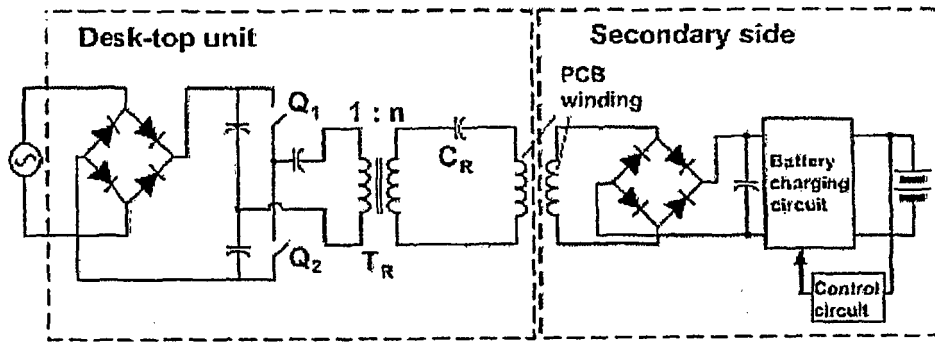 Desk-top unit
Secondary side
PCB
winding
Q1
1 : n
CR
Battery
charging
circuit
Q2
TR
Control
circuit